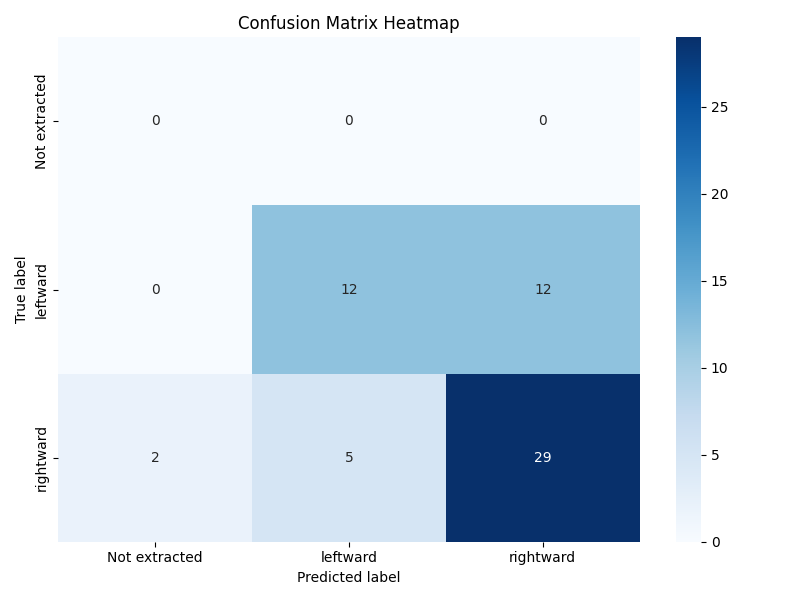 Confusion Matrix Heatmap
Not extracted
0 0 0
leftward
0 12 12
rightward
2 5 29
True label
Not extracted leftward rightward
Predicted label
25
20
15
10
5
0